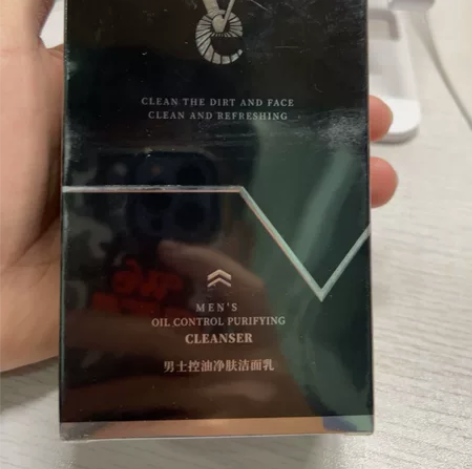 CLEAN THE DIRT AND FACE
CLEAN AND REFRESHING
MEN'S
OIL CONTROL PURIFYING
CLEANSER
男士控油净肤洁面乳